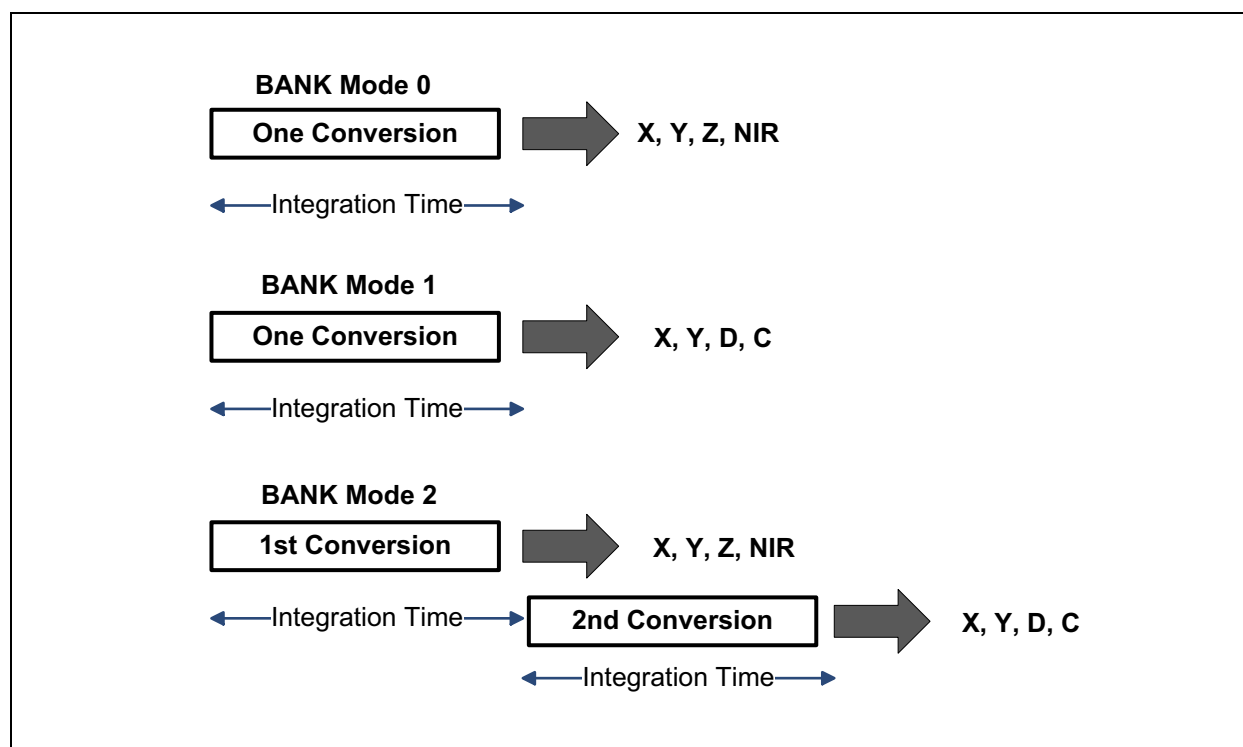 BANK Mode 0
One Conversion
X, Y, Z, NIR
Integration Time
BANK Mode 1
One Conversion
X, Y, D, C
Integration Time
BANK Mode 2
1st Conversion
X, Y, Z, NIR
Integration Time
2nd Conversion
X, Y, D, C
Integration Time